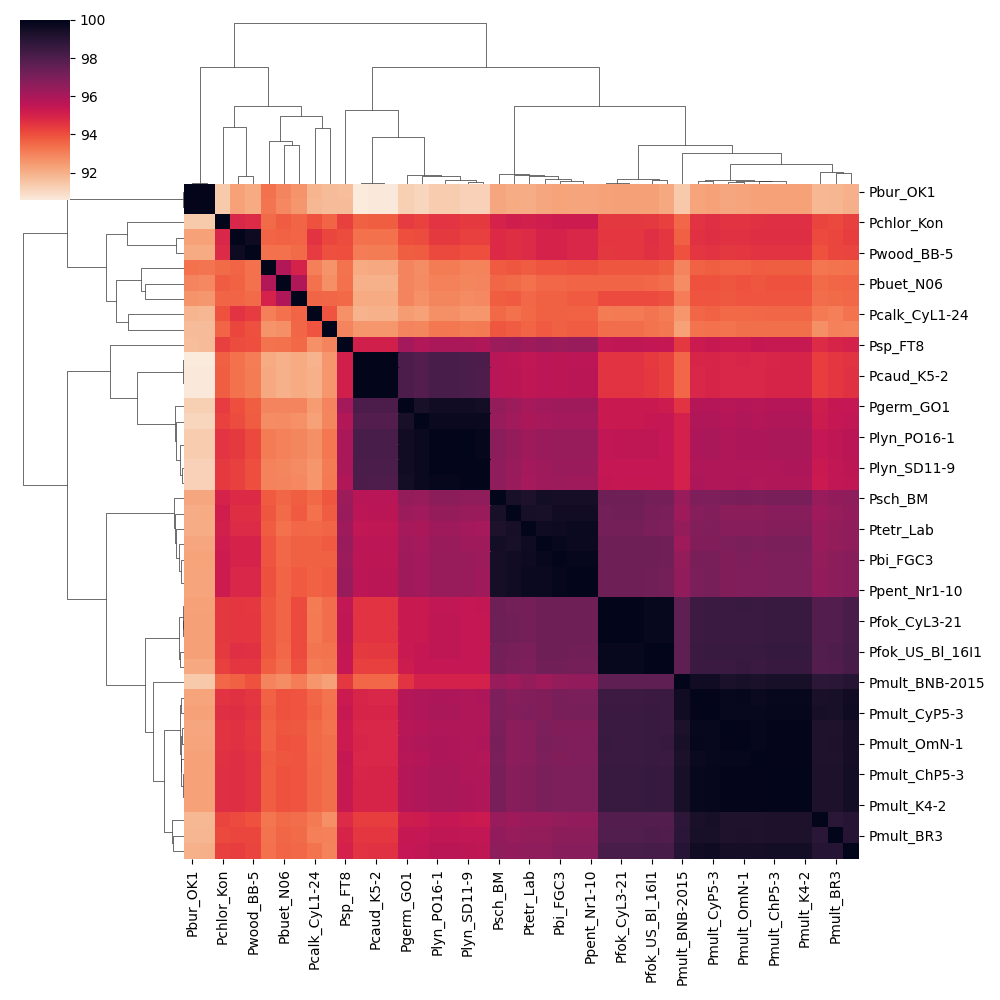 100
98
96
94
92
Pbur_OK1
Pchlor_Kon
Pwood_BB-5
Pbuet_N06
Pcalk_CyL1-24
Psp_FT8
Pcaud_K5-2
Pgerm_GO1
Plyn_PO16-1
Plyn_SD11-9
Psch_BM
Ptetr_Lab
Pbi_FGC3
Ppent_Nr1-10
Pfok_CyL3-21
Pfok_US_Bl_16I1
Pmult_BNB-2015
Pmult_CyP5-3
Pmult_OmN-1
Pmult_ChP5-3
Pmult_K4-2
Pmult_BR3
Pbur_OK1
Pchlor_Kon
Pwood_BB-5
Pbuet_N06
Pcalk_CyL1-24
Psp_FT8
Pcaud_K5-2
Pgerm_GO1
Plyn_PO16-1
Plyn_SD11-9
Psch_BM
Ptetr_Lab
Pbi_FGC3
Ppent_Nr1-10
Pfok_CyL3-21
Pfok_US_Bl_16I1
Pmult_BNB-2015
Pmult_CyP5-3
Pmult_OmN-1
Pmult_ChP5-3
Pmult_K4-2
Pmult_BR3